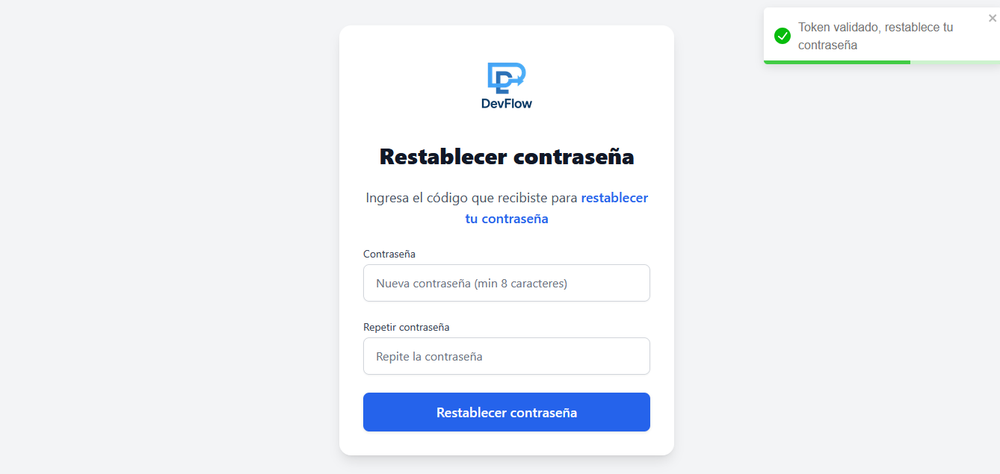 Token validado, restablece tu
contraseña
DevFlow
Restablecer contraseña
Ingresa el código que recibiste para restablecer
tu contraseña
Contraseña
Nueva contraseña (min 8 caracteres)
Repetir contraseña
Repite la contraseña
Restablecer contraseña